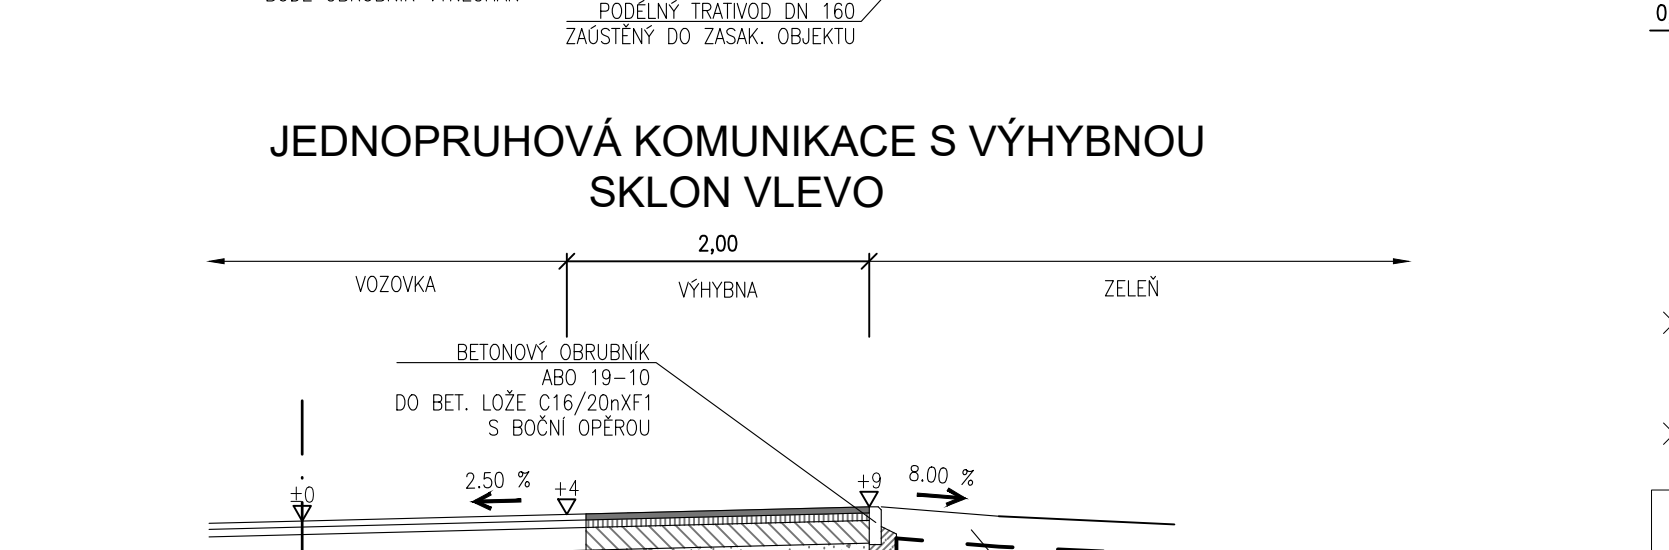 PODÉLNÝ TRATIVOD DN 160
ZAÚSTĚNÝ DO ZASAK. OBJEKTU
0
JEDNOPRUHOVÁ KOMUNIKACE S VÝHYBNOU
SKLON VLEVO
2,00
VOZOVKA
VÝHYBNA
ZELEŇ
BETONOVÝ OBRUBNÍK
ABO 19-10
DO BET. LOŽE C16/20nXF1
S BOČNÍ OPĚROU
2.50 %
8.00 %
±0
+4
+9